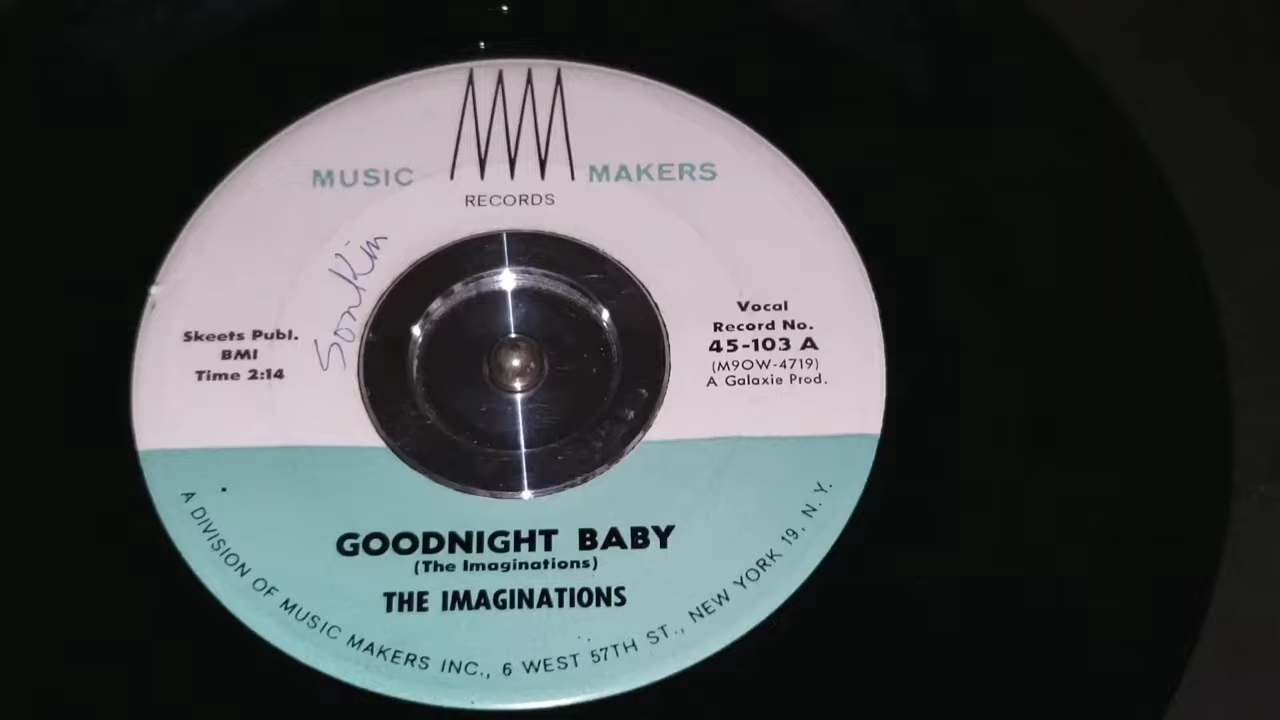 MUSIC MAKERS
RECORDS
SonKim
Skeets Publ.
BMI
Time 2:14
Vocal
Record No.
45-103 A
(M9OW-4719)
A Galaxie Prod.
GOODNIGHT BABY
(The Imaginations)
THE IMAGINATIONS
A DIVISION OF MUSIC MAKERS INC., 6 WEST 57TH ST., NEW YORK 19, N. Y.